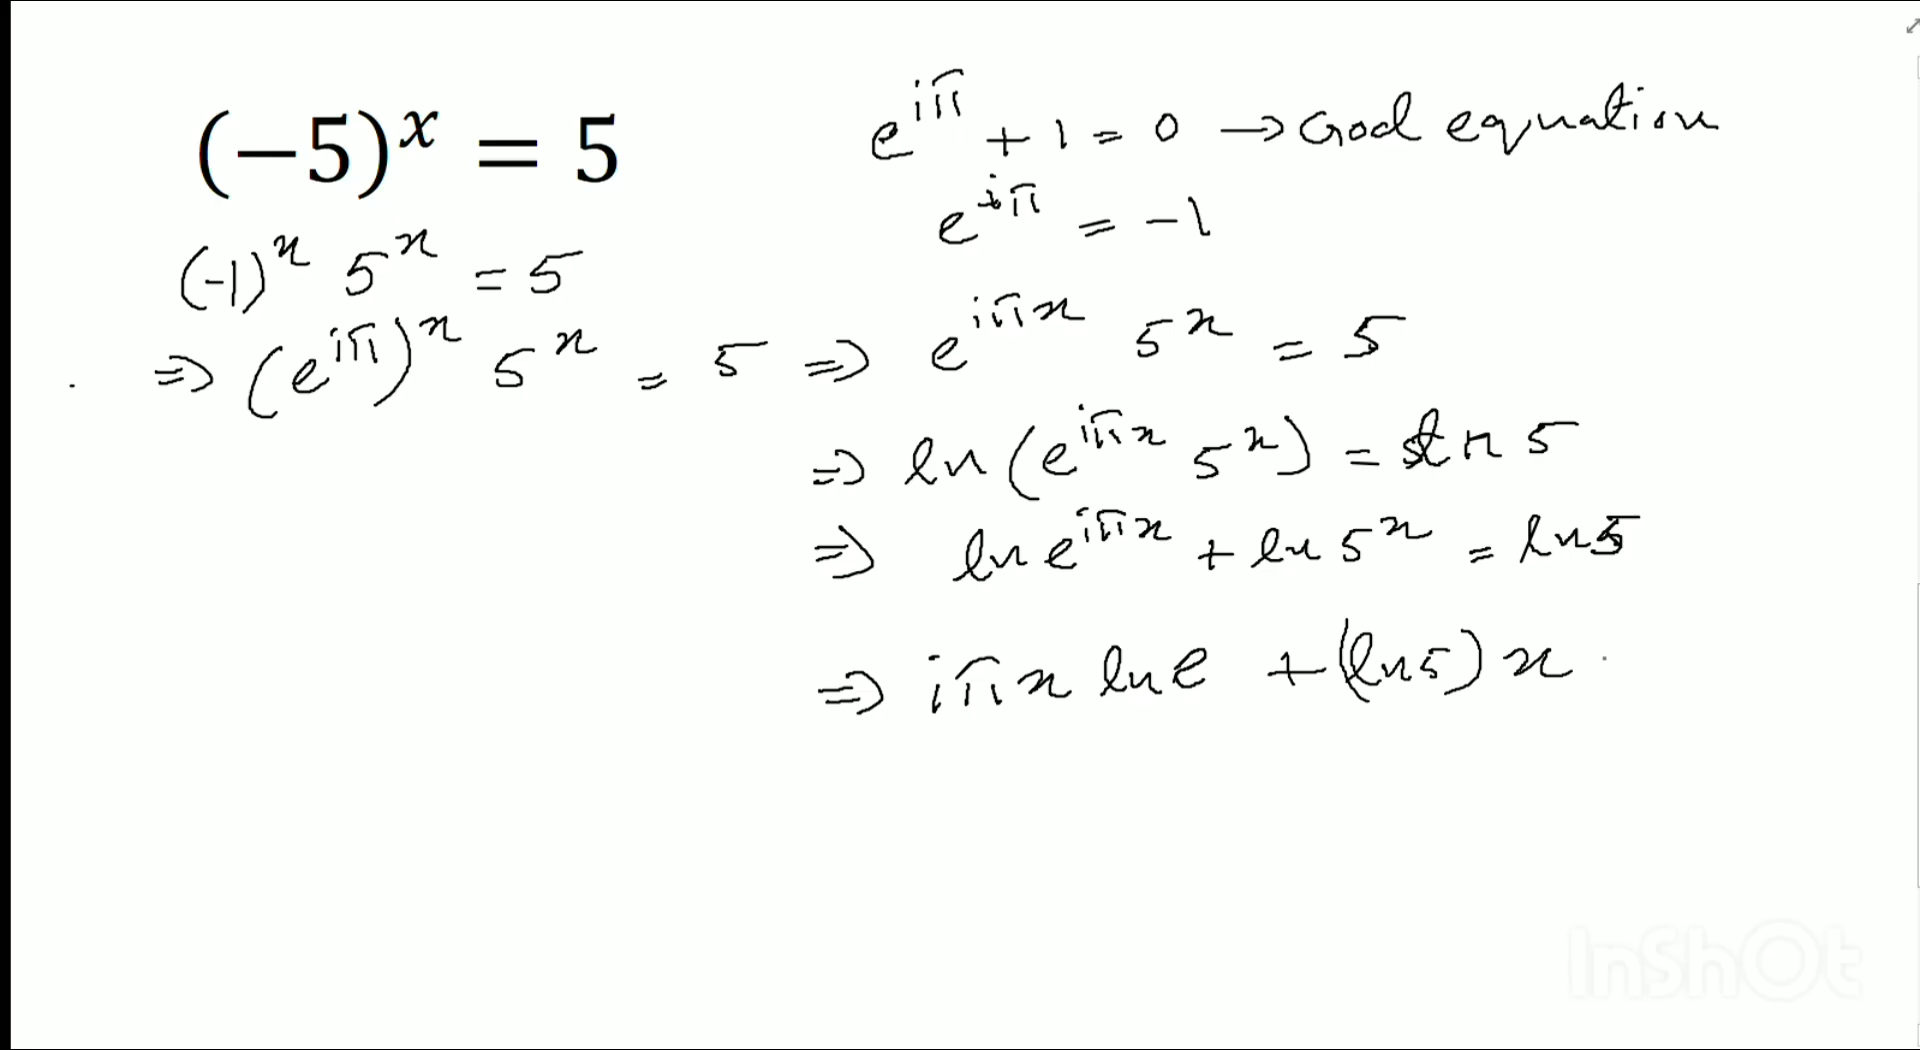 (−5)^x = 5
e^{iπ} + 1 = 0 → God equation
e^{iπ} = −1
(-1)^x 5^x = 5
⇒ (e^{iπ})^x 5^x = 5 ⇒ e^{iπx} 5^x = 5
⇒ ln (e^{iπx} 5^x) = ln 5
⇒ ln e^{iπx} + ln 5^x = ln 5
⇒ iπx ln e + (ln 5) x
InShOt